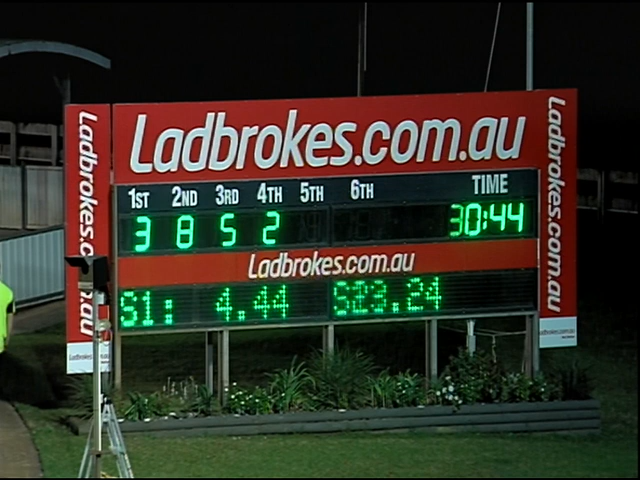 Ladbrokes.com.au
1ST 2ND 3RD 4TH 5TH 6TH TIME
3 8 5 2 30:44
Ladbrokes.com.au
S1: 4.44 S23.24
Ladbrokes.c
.au
Ladbrokes.com.au